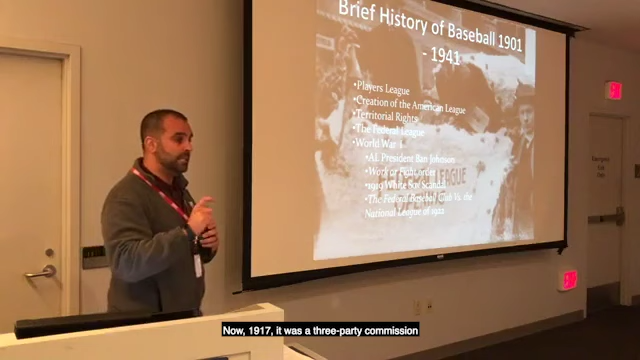 Brief History of Baseball 1901
- 1941
•Players League
•Creation of the American League
•Territorial Rights
•The Federal League
•World War I
•AL President Ban Johnson
•Work or Fight order
•1919 White Sox Scandal
•The Federal Baseball Club Vs. the
National League of 1922
EXIT
EXIT
Now, 1917, it was a three-party commission